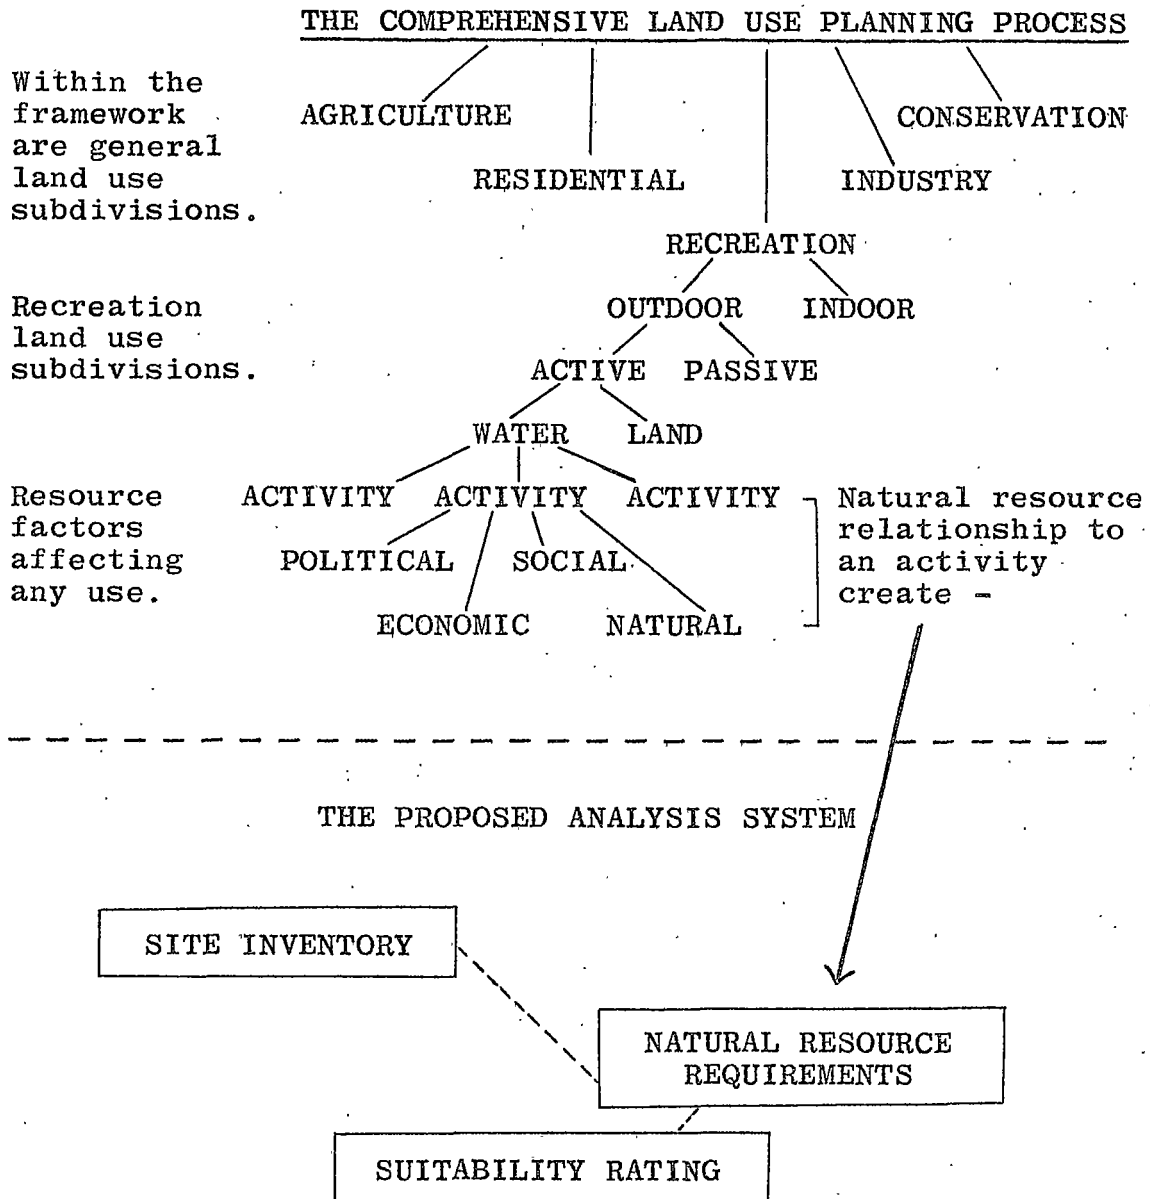 THE COMPREHENSIVE LAND USE PLANNING PROCESS
Within the
framework
are general
land use
subdivisions.
AGRICULTURE
CONSERVATION
RESIDENTIAL
INDUSTRY
RECREATION
Recreation
land use
subdivisions.
OUTDOOR INDOOR
ACTIVE PASSIVE
WATER LAND
Resource
factors
affecting
any use.
ACTIVITY ACTIVITY ACTIVITY
POLITICAL SOCIAL
ECONOMIC NATURAL
Natural resource
relationship to
an activity
create -
THE PROPOSED ANALYSIS SYSTEM
SITE INVENTORY
NATURAL RESOURCE
REQUIREMENTS
SUITABILITY RATING